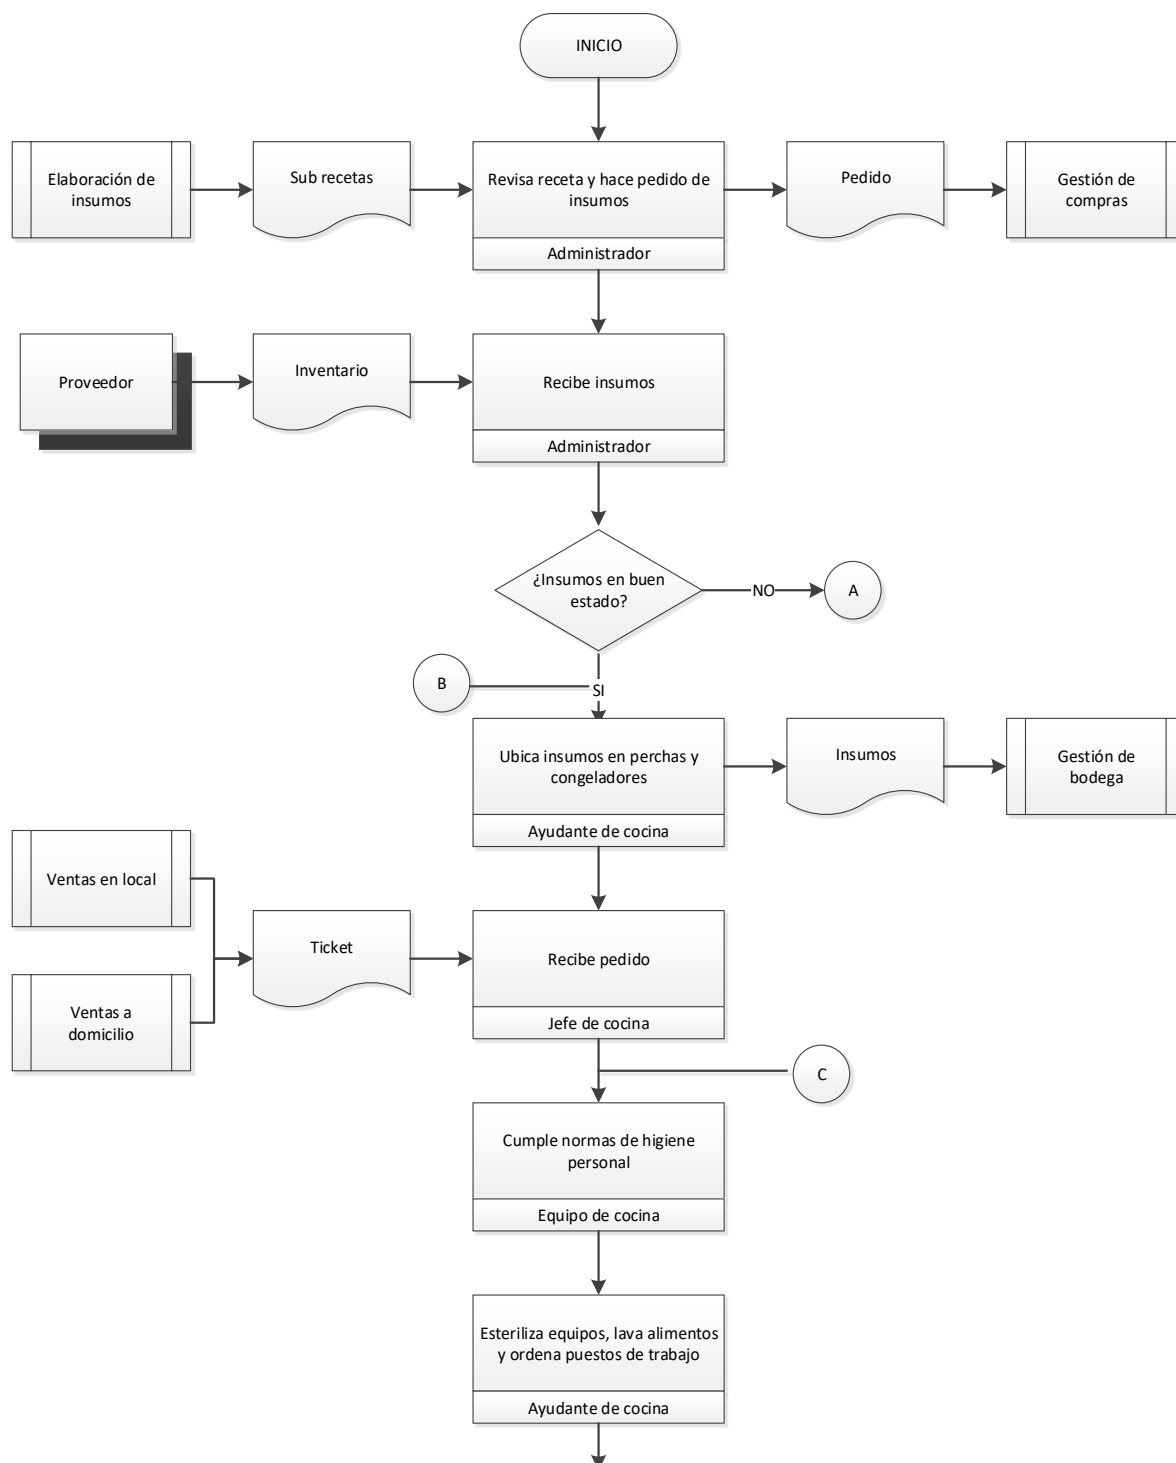 INICIO
Elaboración de
insumos
Sub recetas
Revisa receta y hace pedido de
insumos
Administrador
Pedido
Gestión de
compras
Proveedor
Inventario
Recibe insumos
Administrador
¿Insumos en buen
estado?
NO
A
B
SI
Ubica insumos en perchas y
congeladores
Ayudante de cocina
Insumos
Gestión de
bodega
Ventas en local
Ventas a
domicilio
Ticket
Recibe pedido
Jefe de cocina
C
Cumple normas de higiene
personal
Equipo de cocina
Esteriliza equipos, lava alimentos
y ordena puestos de trabajo
Ayudante de cocina